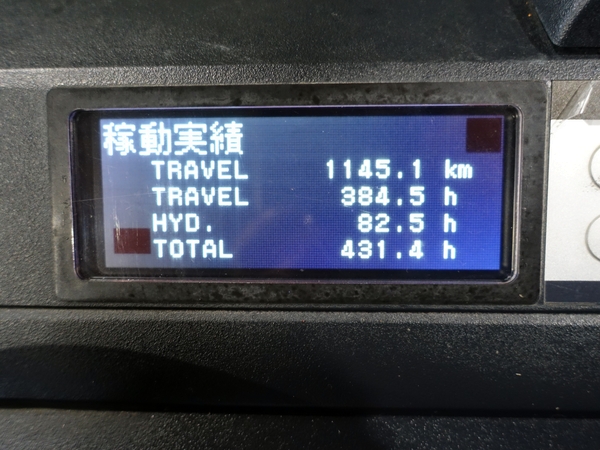 稼動実績
TRAVEL 1145.1 km
TRAVEL 384.5 h
HYD. 82.5 h
TOTAL 431.4 h